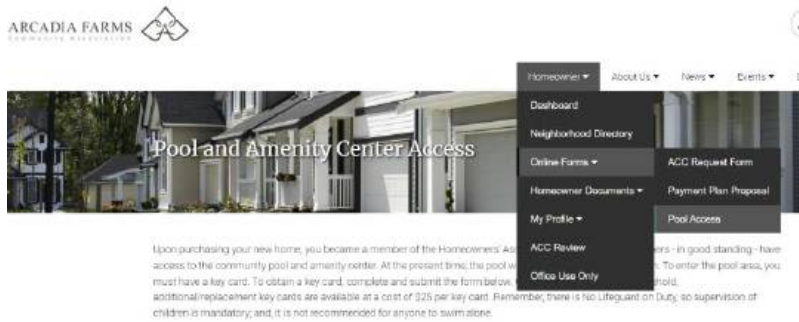 ARCADIA FARMS
Community Association
Homeowner About Us News Events
Dashboard
Neighborhood Directory
Pool and Amenity Center Access
Online Forms ACC Request Form
Homeowner Documents Payment Plan Proposal
My Profile Pool Access
ACC Review
Office Use Only
Upon purchasing your new home, you became a member of the Homeowners' As ers - in good standing - have
access to the community pool and amenity center. At the present time, the pool w To enter the pool area, you
must have a key card. To obtain a key card, complete and submit the form below. hold,
additional/replacement key cards are available at a cost of $25 per key card. Remember, there is No Lifeguard on Duty, so supervision of
children is mandatory; and, it is not recommended for anyone to swim alone.